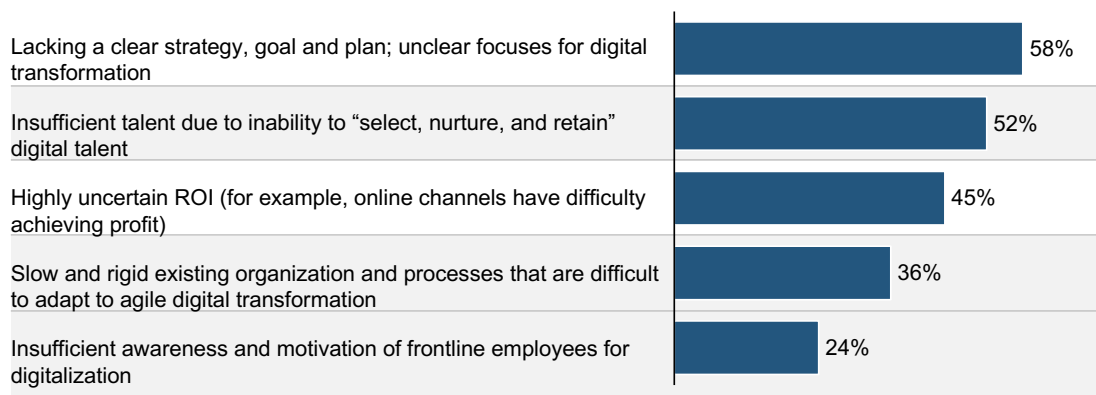 Lacking a clear strategy, goal and plan; unclear focuses for digital
transformation
58%
Insufficient talent due to inability to “select, nurture, and retain”
digital talent
52%
Highly uncertain ROI (for example, online channels have difficulty
achieving profit)
45%
Slow and rigid existing organization and processes that are difficult
to adapt to agile digital transformation
36%
Insufficient awareness and motivation of frontline employees for
digitalization
24%